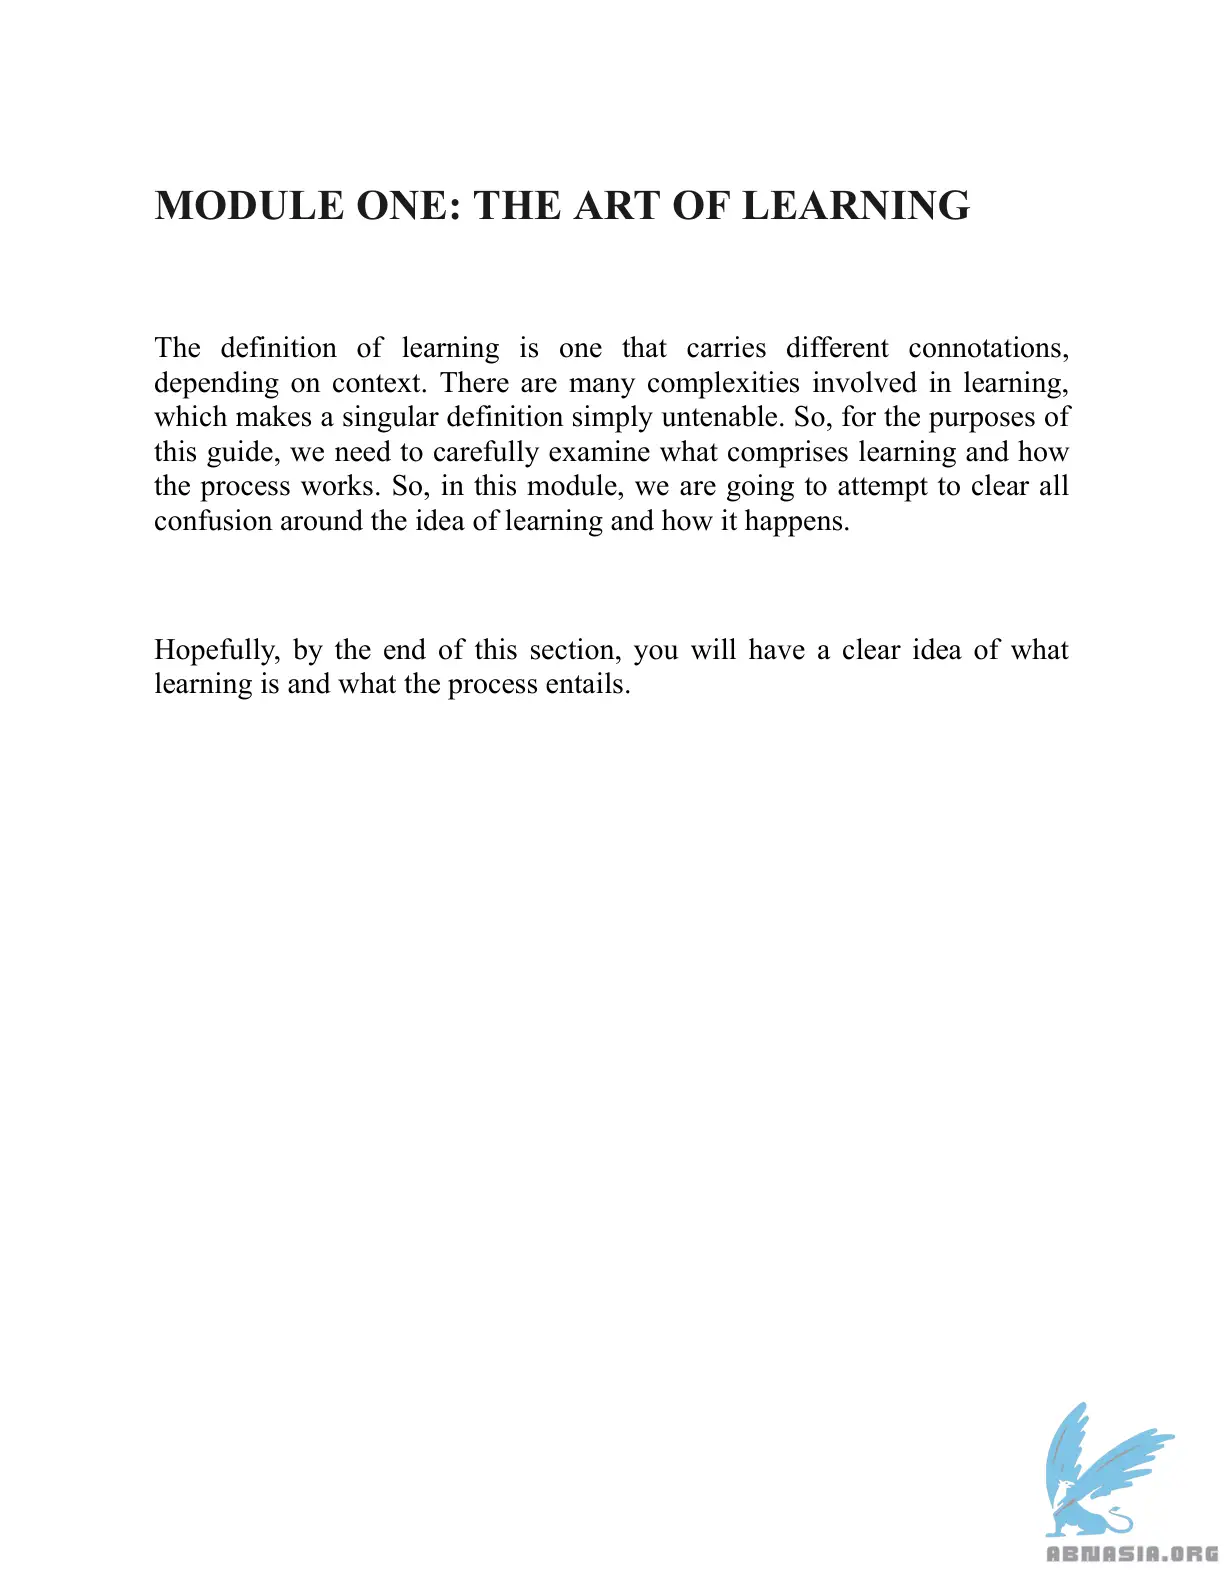 MODULE ONE: THE ART OF LEARNING
The definition of learning is one that carries different connotations,
depending on context. There are many complexities involved in learning,
which makes a singular definition simply untenable. So, for the purposes of
this guide, we need to carefully examine what comprises learning and how
the process works. So, in this module, we are going to attempt to clear all
confusion around the idea of learning and how it happens.
Hopefully, by the end of this section, you will have a clear idea of what
learning is and what the process entails.
ABNASIA.ORG